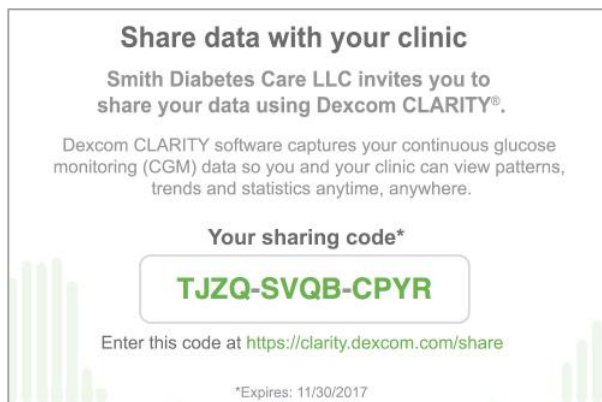 Share data with your clinic
Smith Diabetes Care LLC invites you to
share your data using Dexcom CLARITY®.
Dexcom CLARITY software captures your continuous glucose
monitoring (CGM) data so you and your clinic can view patterns,
trends and statistics anytime, anywhere.
Your sharing code*
TJZQ-SVQB-CPYR
Enter this code at https://clarity.dexcom.com/share
*Expires: 11/30/2017